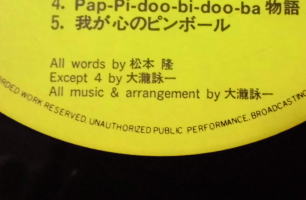 4. Pap-Pi-doo-bi-doo-ba 物語
5. 我が心のピンボール
All words by 松本 隆
Except 4 by 大瀧詠一
All music & arrangement by 大瀧詠一
WORK RESERVED. UNAUTHORIZED PUBLIC PERFORMANCE, BROADCASTING